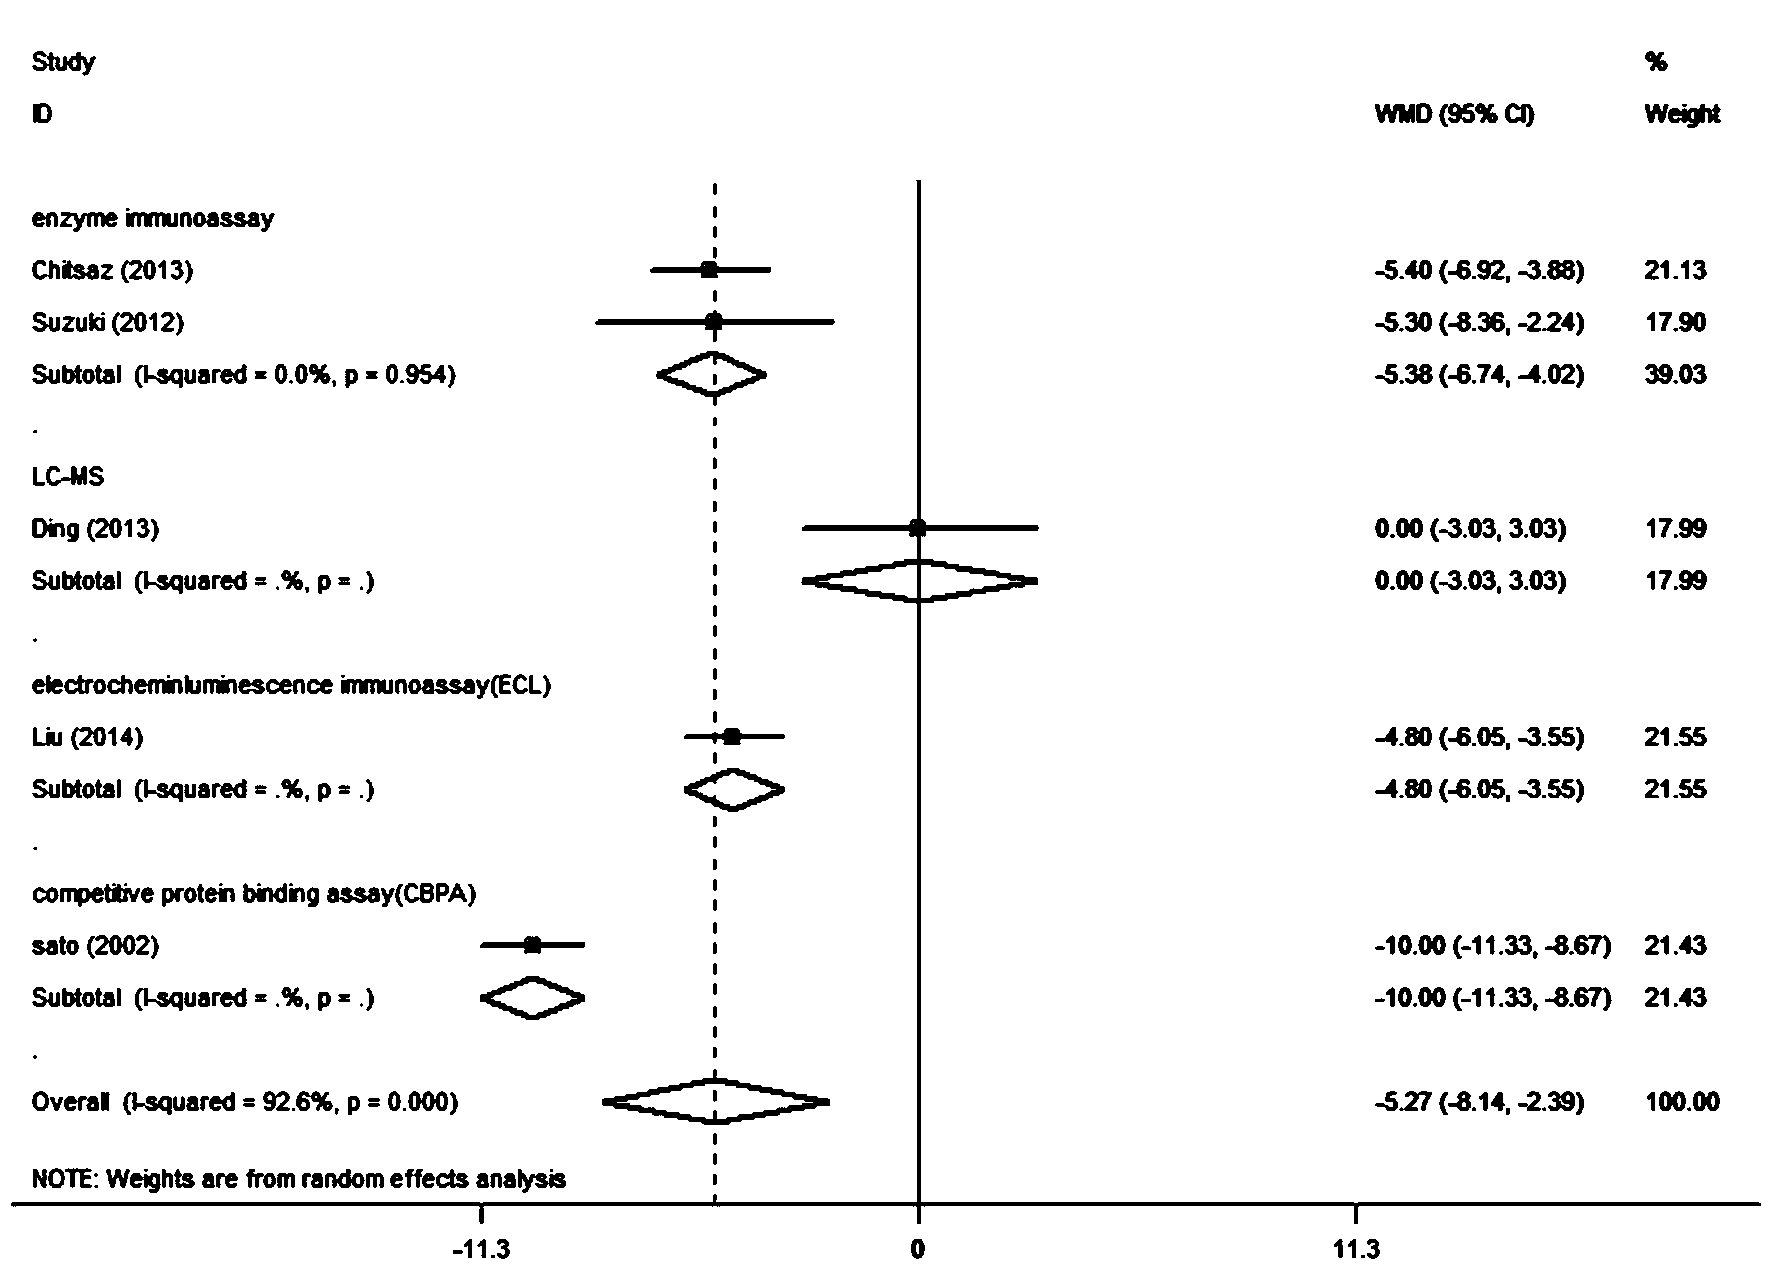 Study %
ID WMD (95% CI) Weight
enzyme immunoassay
Chitsaz (2013) -5.40 (-6.92, -3.88) 21.13
Suzuki (2012) -5.30 (-8.36, -2.24) 17.90
Subtotal (I-squared = 0.0%, p = 0.954) -5.38 (-6.74, -4.02) 39.03
.
LC-MS
Ding (2013) 0.00 (-3.03, 3.03) 17.99
Subtotal (I-squared = .%, p = .) 0.00 (-3.03, 3.03) 17.99
.
electrocheminluminescence immunoassay(ECL)
Liu (2014) -4.80 (-6.05, -3.55) 21.55
Subtotal (I-squared = .%, p = .) -4.80 (-6.05, -3.55) 21.55
.
competitive protein binding assay(CBPA)
sato (2002) -10.00 (-11.33, -8.67) 21.43
Subtotal (I-squared = .%, p = .) -10.00 (-11.33, -8.67) 21.43
.
Overall (I-squared = 92.6%, p = 0.000) -5.27 (-8.14, -2.39) 100.00
NOTE: Weights are from random effects analysis
-11.3 0 11.3